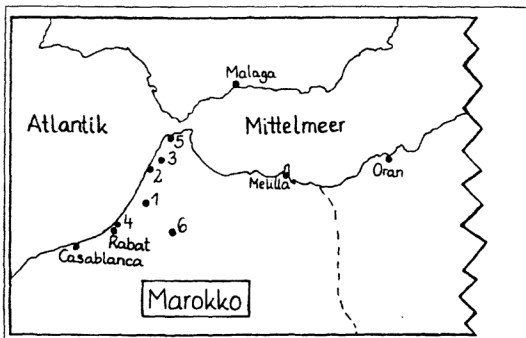 Malaga
Atlantik
Mittelmeer
5
3
2
Oran
Melilla
1
4
6
Rabat
Casablanca
Marokko